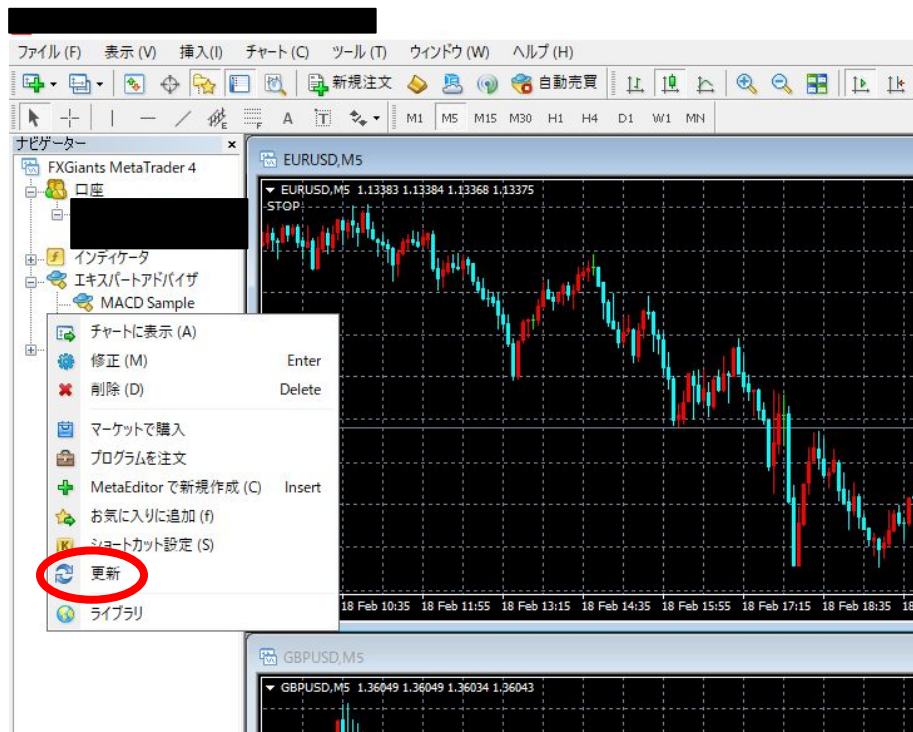 ファイル (F) 表示 (V) 挿入(I) チャート (C) ツール (T) ウィンドウ (W) ヘルプ (H)
新規注文 自動売買
A T M1 M5 M15 M30 H1 H4 D1 W1 MN
ナビゲーター ×
FXGiants MetaTrader 4
口座
インディケータ
エキスパートアドバイザ
MACD Sample
チャートに表示 (A)
修正 (M) Enter
削除 (D) Delete
マーケットで購入
プログラムを注文
MetaEditor で新規作成 (C) Insert
お気に入りに追加 (f)
ショートカット設定 (S)
更新
ライブラリ
EURUSD,M5
EURUSD,M5 1.13383 1.13384 1.13368 1.13375
STOP
18 Feb 10:35 18 Feb 11:55 18 Feb 13:15 18 Feb 14:35 18 Feb 15:55 18 Feb 17:15 18 Feb 18:35 18
GBPUSD,M5
GBPUSD,M5 1.36049 1.36049 1.36034 1.36043